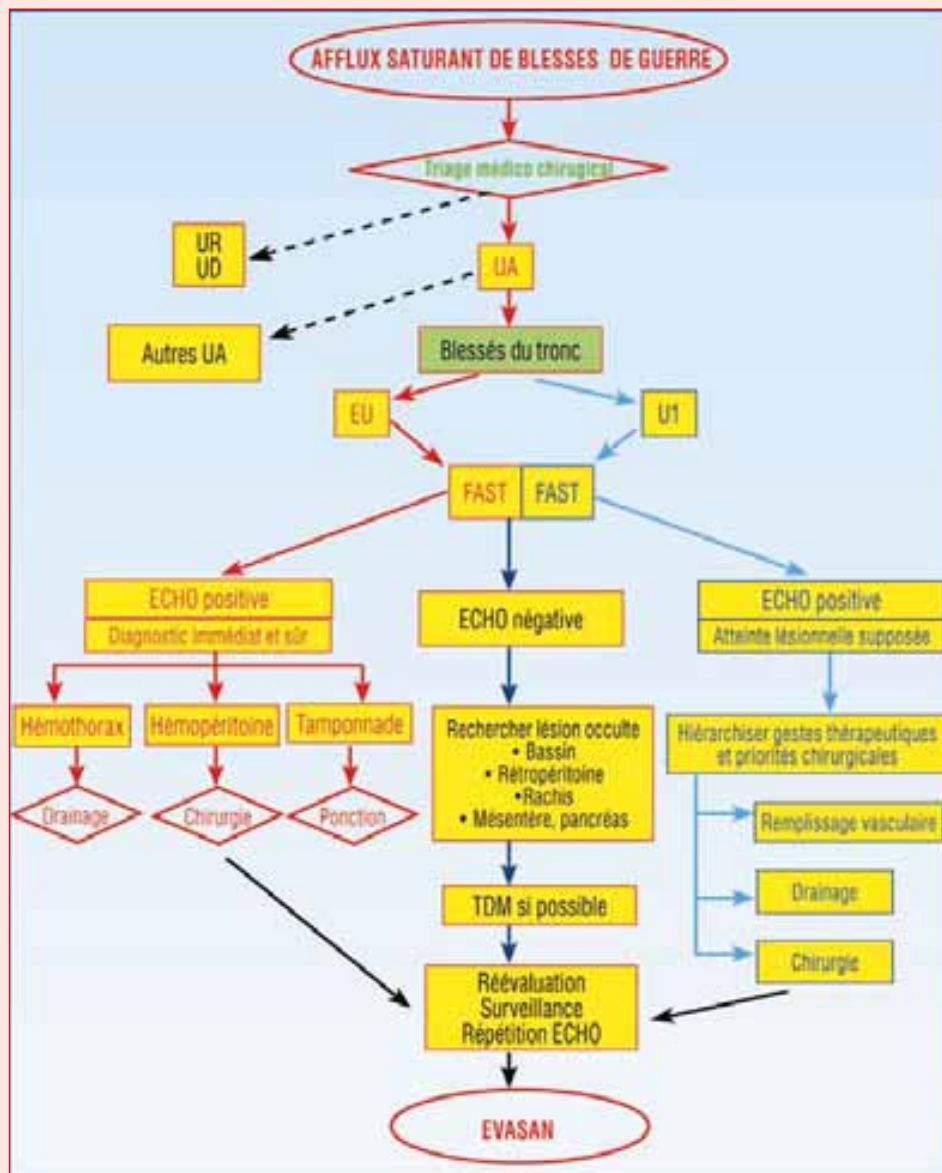 AFFLUX SATURANT DE BLESSES DE GUERRE
Triage médico chirugical
UR
UD
UA
Autres UA
Blessés du tronc
EU
U1
FAST
FAST
ECHO positive
Diagnostic immédiat et sûr
ECHO négative
ECHO positive
Atteinte lésionnelle supposée
Hémothorax
Hémopéritoine
Tamponnade
Drainage
Chirurgie
Ponction
Rechercher lésion occulte
• Bassin
• Rétropéritoine
• Rachis
• Mésentère, pancréas
Hiérarchiser gestes thérapeutiques
et priorités chirurgicales
Remplissage vasculaire
Drainage
Chirurgie
TDM si possible
Réévaluation
Surveillance
Répétition ECHO
EVASAN